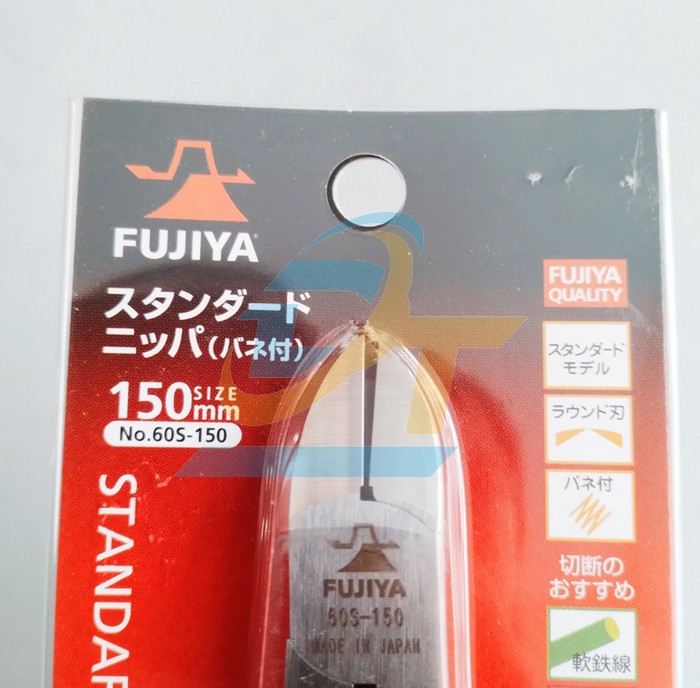 FUJIYA
スタンダード
ニッパ(バネ付)
150mm SIZE
No.60S-150
STANDAR
FUJIYA
QUALITY
スタンダード
モデル
ラウンド刃
バネ付
切断の
おすすめ
軟鉄線
FUJIYA
60S-150
MADE IN JAPAN